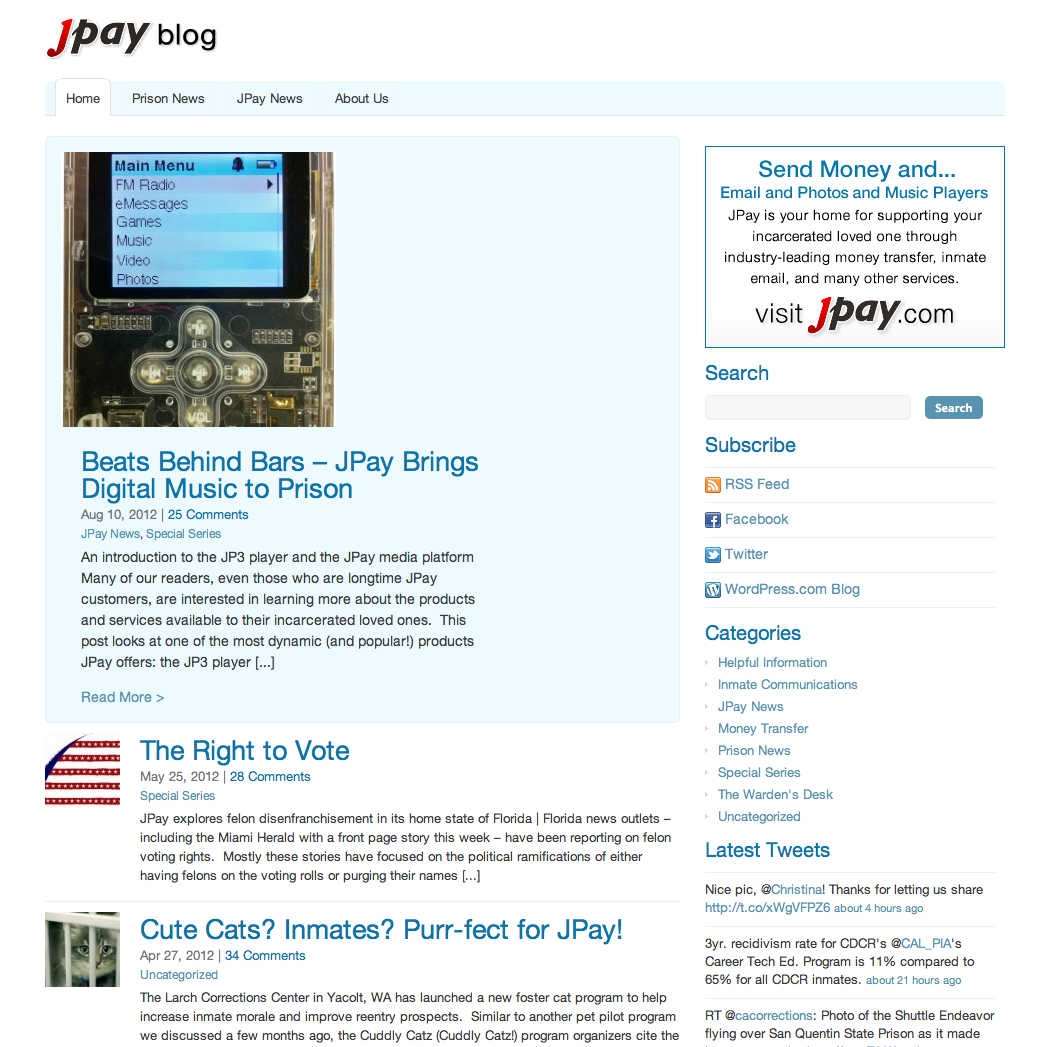 jpay blog
Home
Prison News
JPay News
About Us
Main Menu
FM Radio
eMessages
Games
Music
Video
Photos
M
VOL
Beats Behind Bars – JPay Brings
Digital Music to Prison
Aug 10, 2012 | 25 Comments
JPay News, Special Series
An introduction to the JP3 player and the JPay media platform
Many of our readers, even those who are longtime JPay
customers, are interested in learning more about the products
and services available to their incarcerated loved ones.  This
post looks at one of the most dynamic (and popular!) products
JPay offers: the JP3 player [...]
Read More >
The Right to Vote
May 25, 2012 | 28 Comments
Special Series
JPay explores felon disenfranchisement in its home state of Florida | Florida news outlets –
including the Miami Herald with a front page story this week – have been reporting on felon
voting rights.  Mostly these stories have focused on the political ramifications of either
having felons on the voting rolls or purging their names [...]
Cute Cats? Inmates? Purr-fect for JPay!
Apr 27, 2012 | 34 Comments
Uncategorized
The Larch Corrections Center in Yacolt, WA has launched a new foster cat program to help
increase inmate morale and improve reentry prospects.  Similar to another pet pilot program
we discussed a few months ago, the Cuddly Catz (Cuddly Catz!) program organizers cite the
Send Money and...
Email and Photos and Music Players
JPay is your home for supporting your
incarcerated loved one through
industry-leading money transfer, inmate
email, and many other services.
visit jpay.com
Search
Search
Subscribe
RSS Feed
Facebook
Twitter
WordPress.com Blog
Categories
Helpful Information
Inmate Communications
JPay News
Money Transfer
Prison News
Special Series
The Warden's Desk
Uncategorized
Latest Tweets
Nice pic, @Christina! Thanks for letting us share
http://t.co/xWgVFPZ6 about 4 hours ago
3yr. recidivism rate for CDCR's @CAL_PIA's
Career Tech Ed. Program is 11% compared to
65% for all CDCR inmates. about 21 hours ago
RT @cacorrections: Photo of the Shuttle Endeavor
flying over San Quentin State Prison as it made